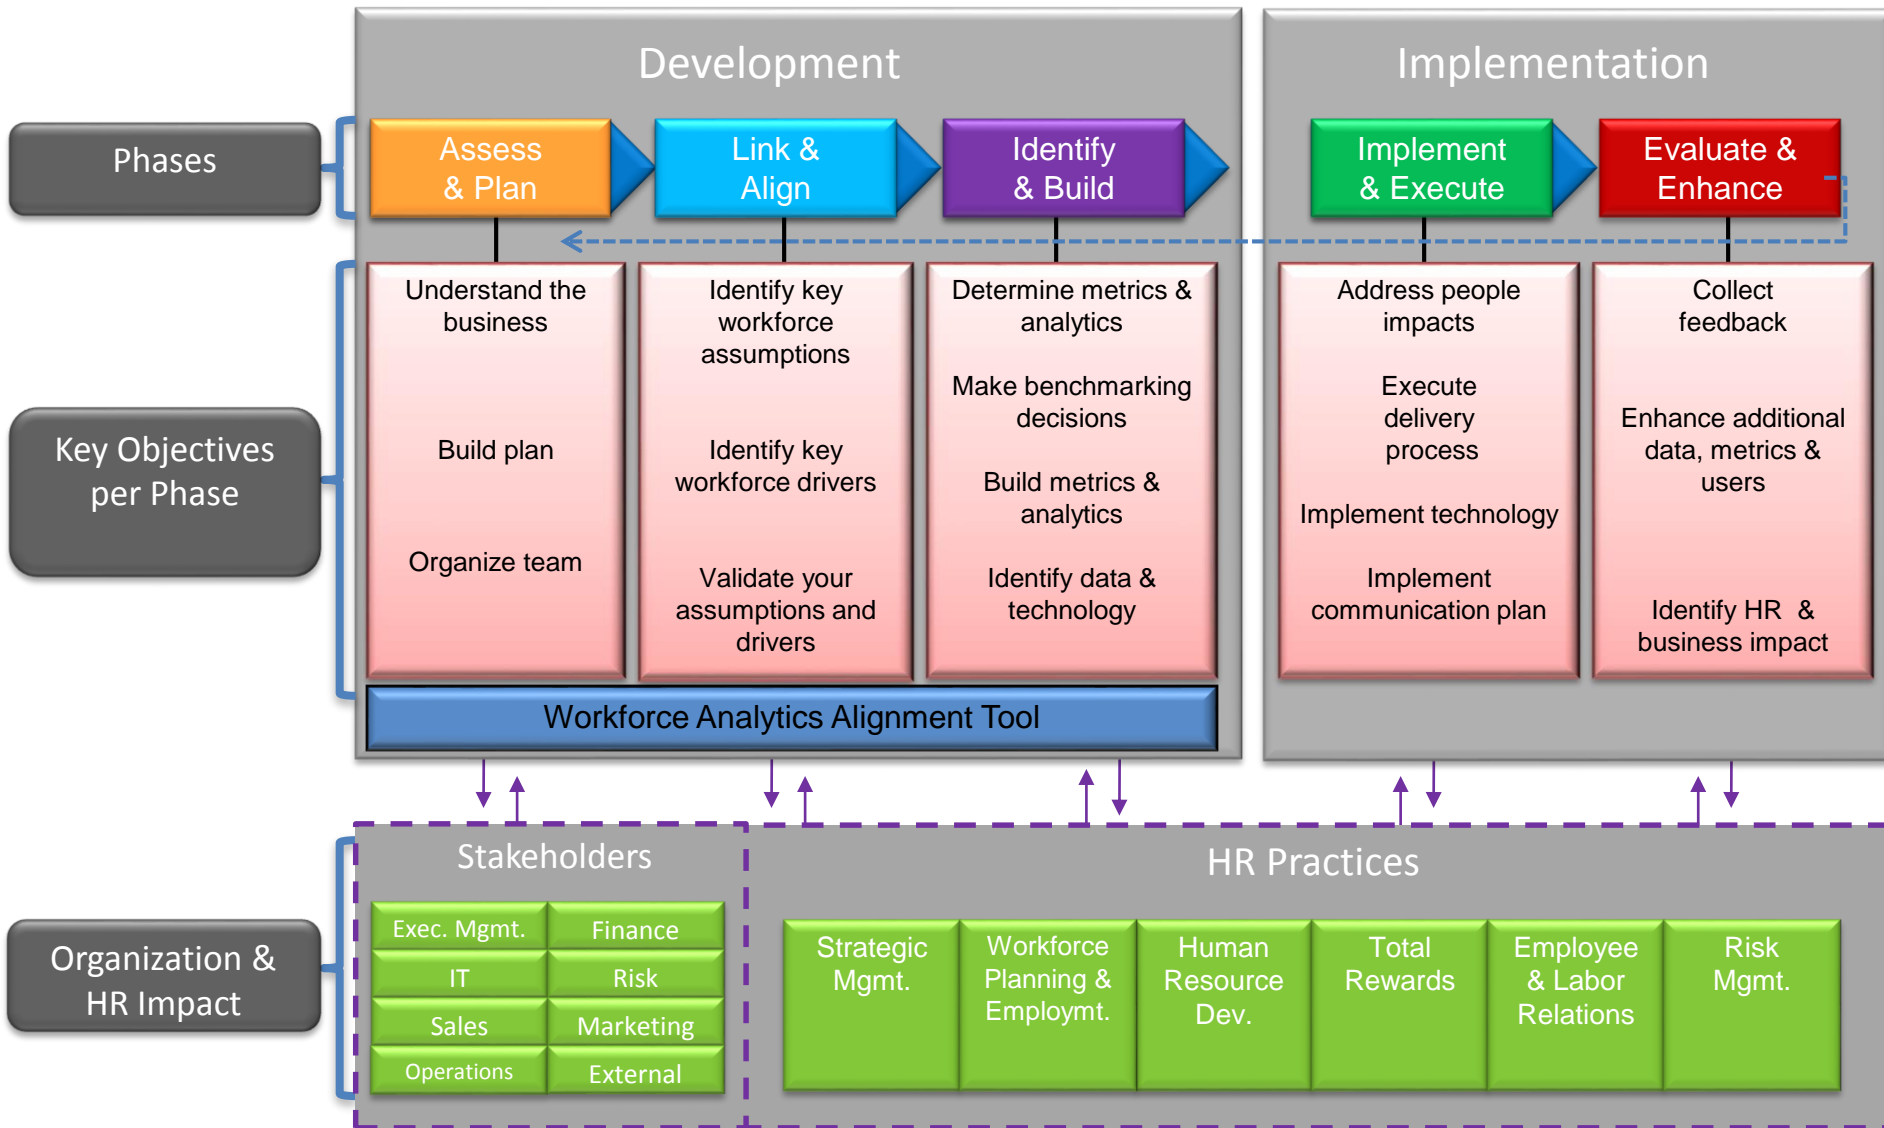 Development
Implementation
Phases
Assess
& Plan
Link &
Align
Identify
& Build
Implement
& Execute
Evaluate &
Enhance
Key Objectives
per Phase
Understand the
business
Build plan
Organize team
Identify key
workforce
assumptions
Identify key
workforce drivers
Validate your
assumptions and
drivers
Determine metrics &
analytics
Make benchmarking
decisions
Build metrics &
analytics
Identify data &
technology
Address people
impacts
Execute
delivery
process
Implement technology
Implement
communication plan
Collect
feedback
Enhance additional
data, metrics &
users
Identify HR &
business impact
Workforce Analytics Alignment Tool
Organization &
HR Impact
Stakeholders
Exec. Mgmt.
Finance
IT
Risk
Sales
Marketing
Operations
External
HR Practices
Strategic
Mgmt.
Workforce
Planning &
Employmt.
Human
Resource
Dev.
Total
Rewards
Employee
& Labor
Relations
Risk
Mgmt.